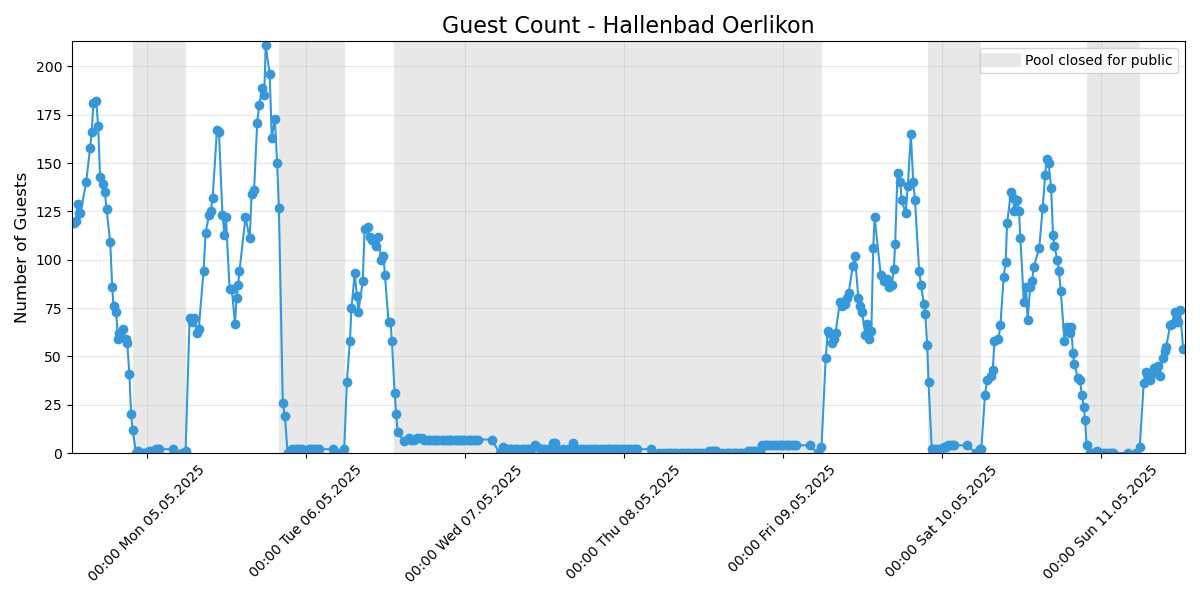 Guest Count - Hallenbad Oerlikon
Pool closed for public
Number of Guests
200
175
150
125
100
75
50
25
0
00:00 Mon 05.05.2025
00:00 Tue 06.05.2025
00:00 Wed 07.05.2025
00:00 Thu 08.05.2025
00:00 Fri 09.05.2025
00:00 Sat 10.05.2025
00:00 Sun 11.05.2025